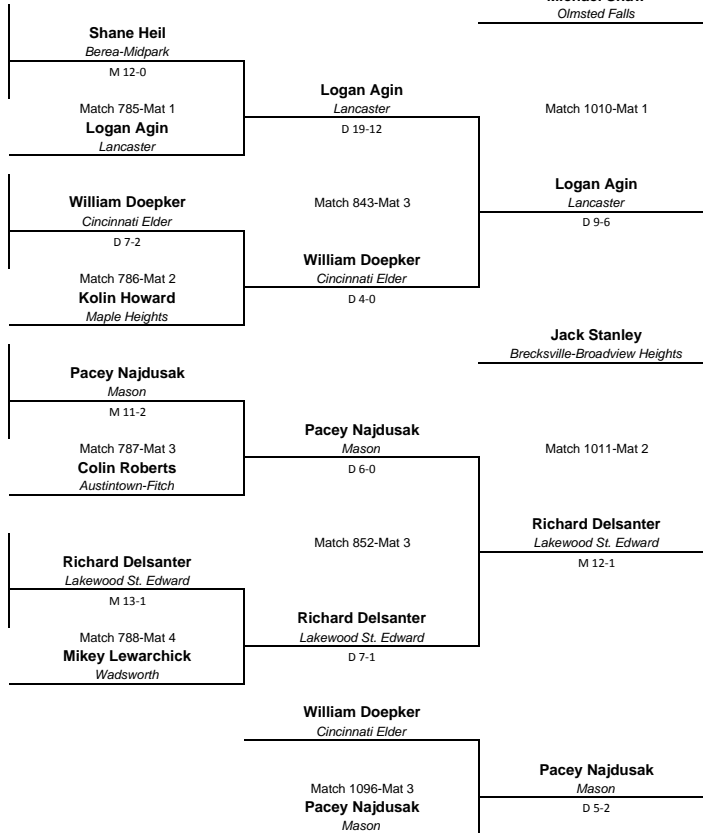 Shane Heil
Berea-Midpark
M 12-0
Match 785-Mat 1
Logan Agin
Lancaster
William Doepker
Cincinnati Elder
D 7-2
Match 786-Mat 2
Kolin Howard
Maple Heights
Pacey Najdusak
Mason
M 11-2
Match 787-Mat 3
Colin Roberts
Austintown-Fitch
Richard Delsanter
Lakewood St. Edward
M 13-1
Match 788-Mat 4
Mikey Lewarchick
Wadsworth
Logan Agin
Lancaster
D 19-12
Match 843-Mat 3
William Doepker
Cincinnati Elder
D 4-0
Pacey Najdusak
Mason
D 6-0
Match 852-Mat 3
Richard Delsanter
Lakewood St. Edward
D 7-1
William Doepker
Cincinnati Elder
Match 1096-Mat 3
Pacey Najdusak
Mason
Olmsted Falls
Match 1010-Mat 1
Logan Agin
Lancaster
D 9-6
Jack Stanley
Brecksville-Broadview Heights
Match 1011-Mat 2
Richard Delsanter
Lakewood St. Edward
M 12-1
Pacey Najdusak
Mason
D 5-2